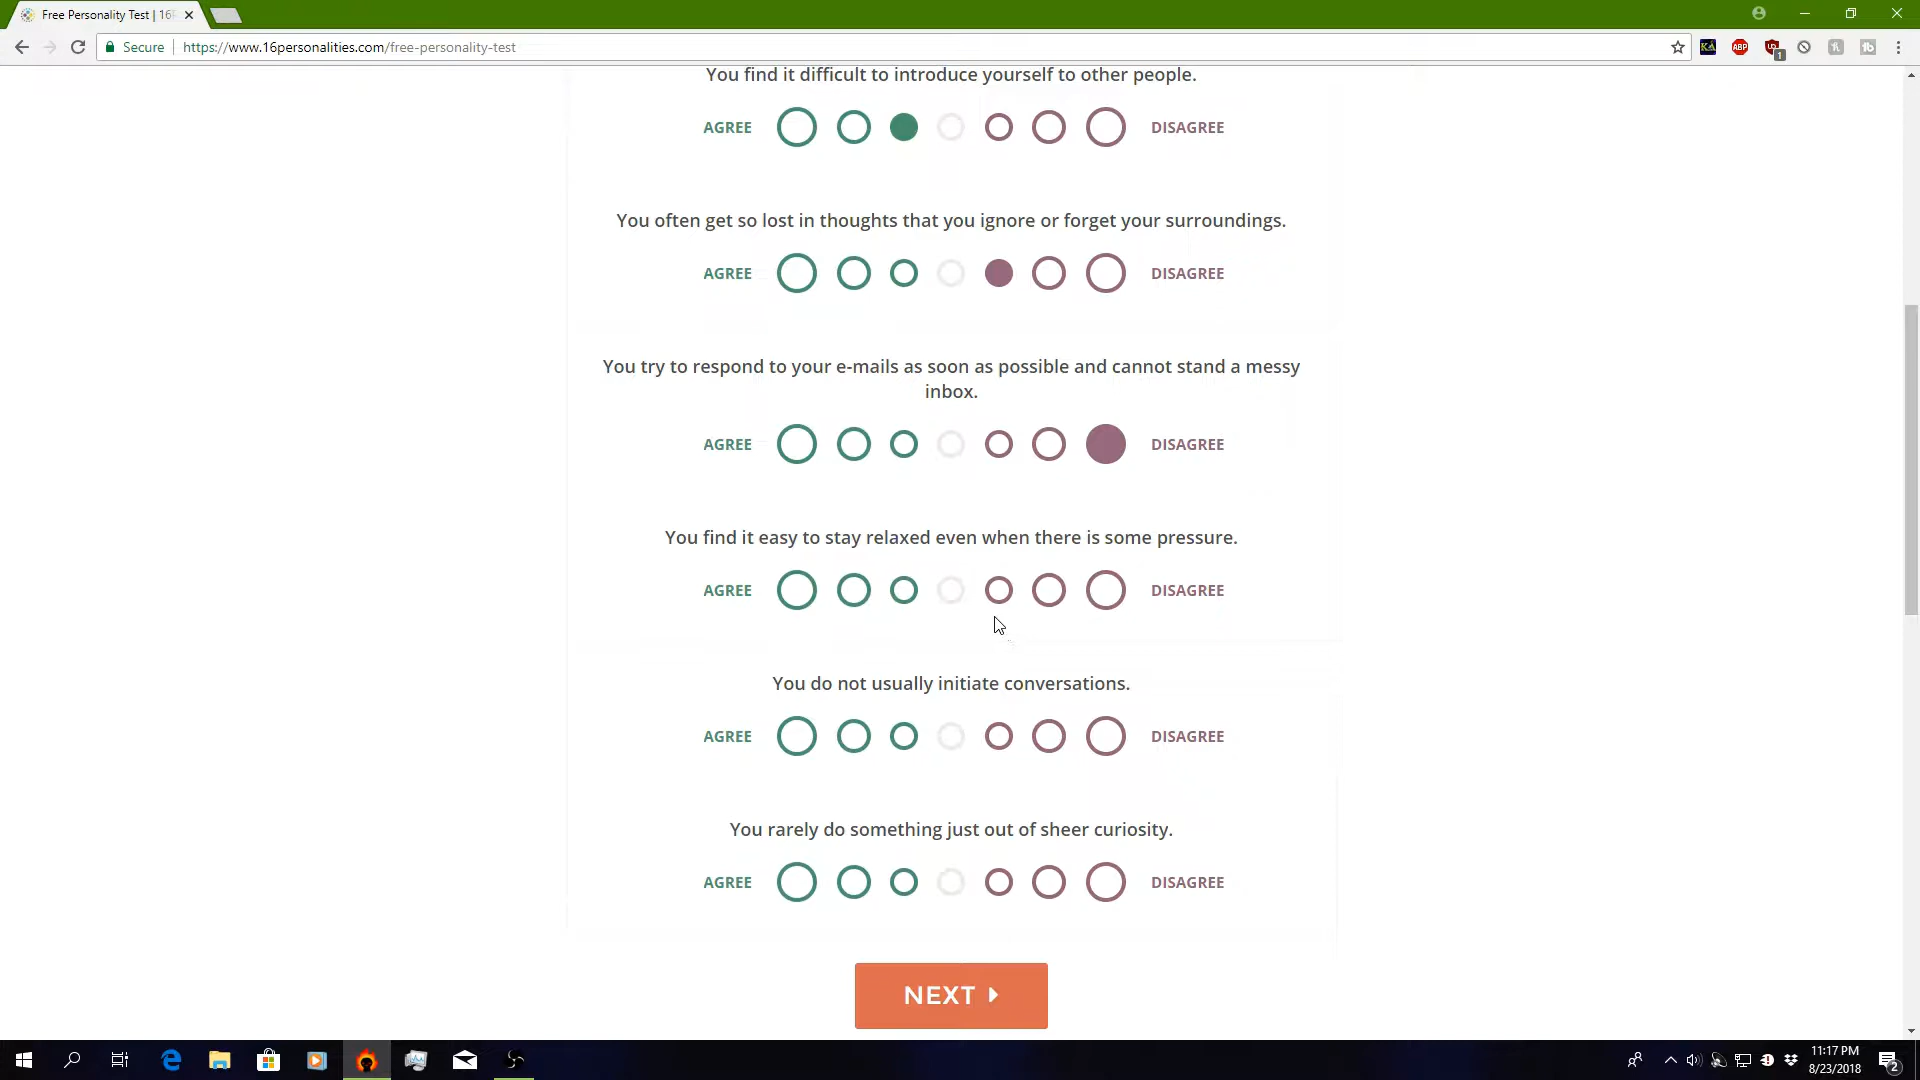 Free Personality Test | 16
Secure
https://www.16personalities.com/free-personality-test
ABP
1
You find it difficult to introduce yourself to other people.
AGREE
DISAGREE
You often get so lost in thoughts that you ignore or forget your surroundings.
AGREE
DISAGREE
You try to respond to your e-mails as soon as possible and cannot stand a messy
inbox.
AGREE
DISAGREE
You find it easy to stay relaxed even when there is some pressure.
AGREE
DISAGREE
You do not usually initiate conversations.
AGREE
DISAGREE
You rarely do something just out of sheer curiosity.
AGREE
DISAGREE
NEXT
11:17 PM
8/23/2018
2